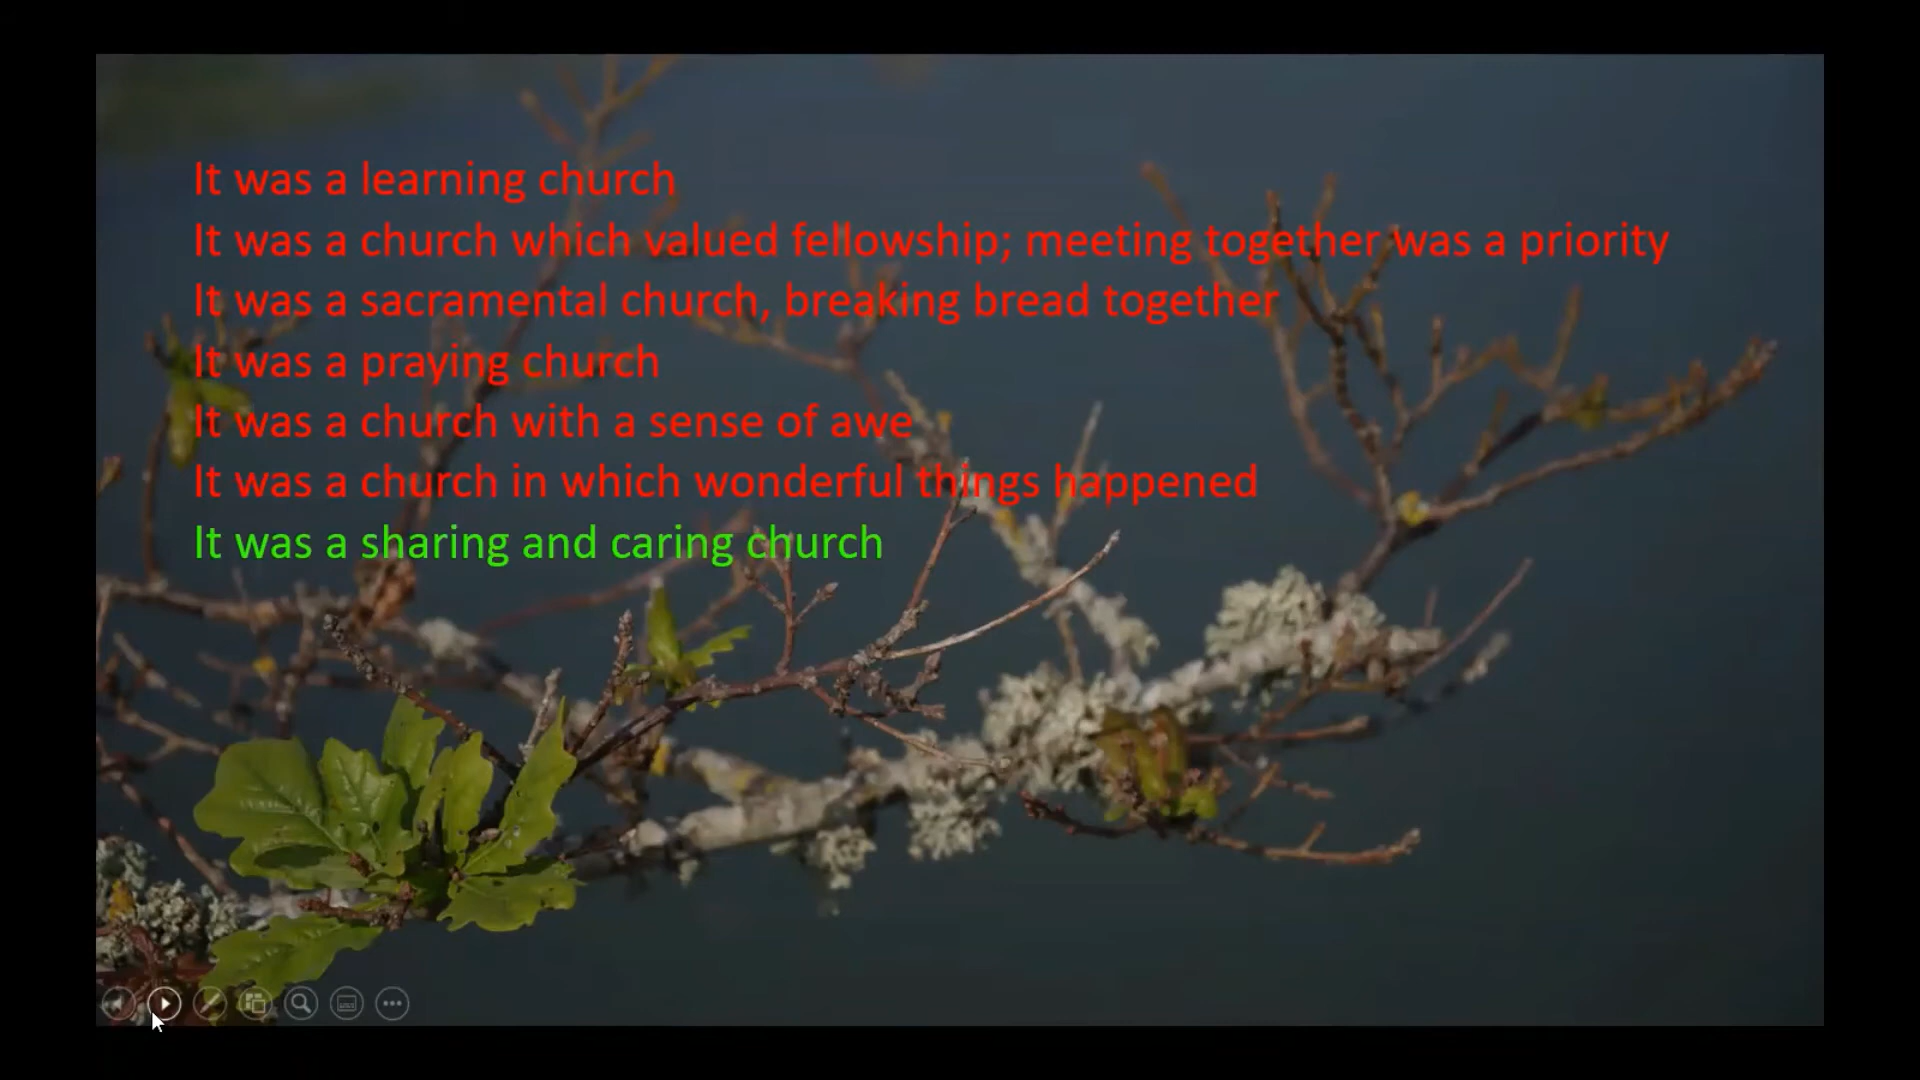 It was a learning church
It was a church which valued fellowship; meeting together was a priority
It was a sacramental church, breaking bread together
It was a praying church
It was a church with a sense of awe
It was a church in which wonderful things happened
It was a sharing and caring church